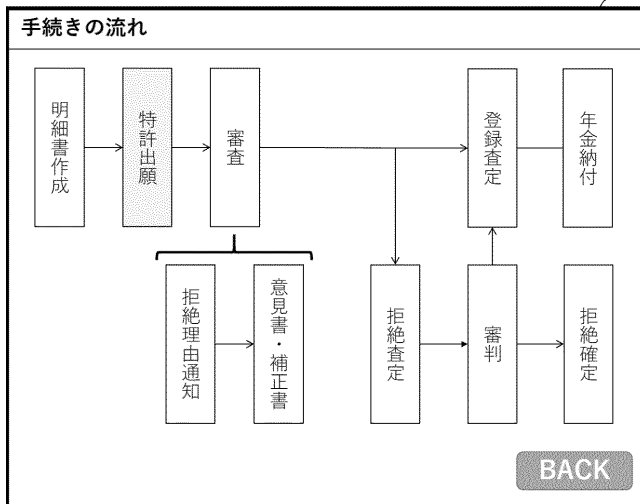 手続きの流れ
明細書作成
特許出願
審査
登録査定
年金納付
拒絶理由通知
意見書・補正書
拒絶査定
審判
拒絶確定
BACK